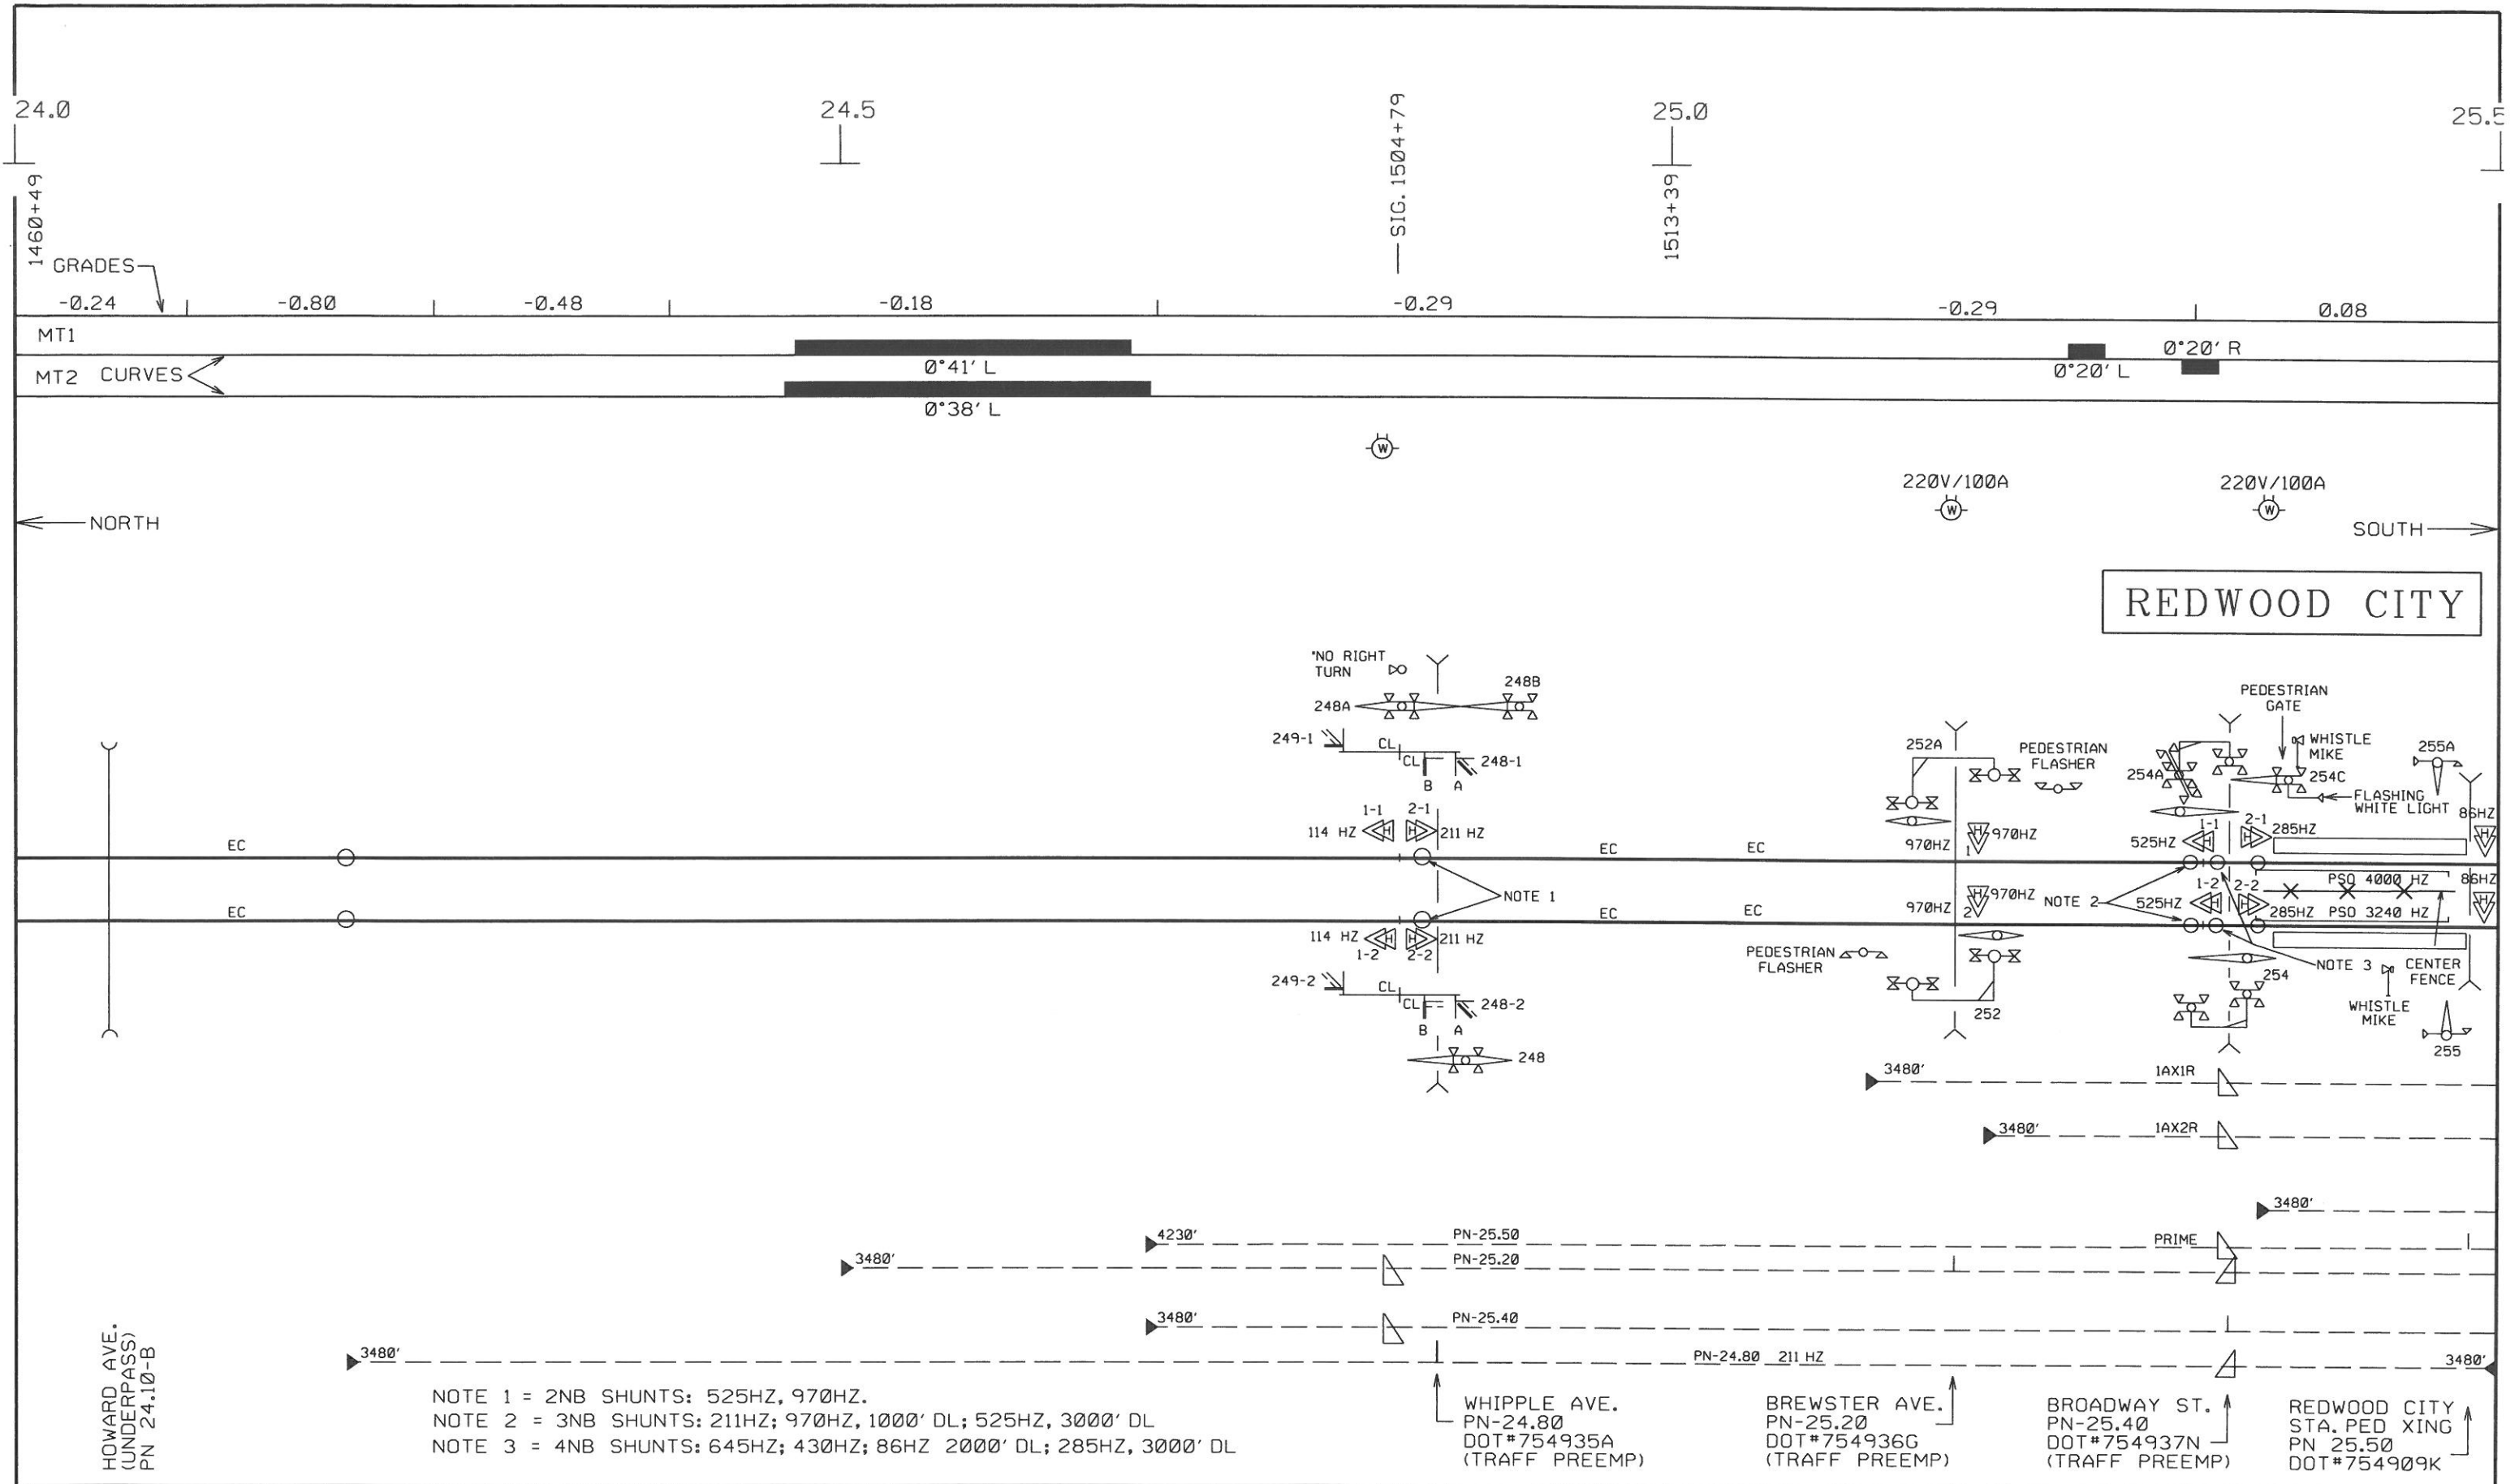 24.0
24.5
25.0
25.5
1460+49
SIG. 1504+79
1513+39
GRADES
-0.24
-0.80
-0.48
-0.18
-0.29
-0.29
0.08
MT1
0°41' L
0°20' R
MT2 CURVES
0°20' L
0°38' L
W
220V/100A
W
220V/100A
W
NORTH
SOUTH
REDWOOD CITY
"NO RIGHT
TURN
248A
248B
249-1
CL
CL
248-1
B
A
1-1
2-1
114 HZ
H
H
211 HZ
252A
PEDESTRIAN
FLASHER
PEDESTRIAN
GATE
WHISTLE
MIKE
254A
254C
255A
FLASHING
WHITE LIGHT
86HZ
H
EC
EC
EC
970HZ
H
970HZ
1
1-1
2-1
525HZ
H
H
285HZ
NOTE 1
EC
EC
EC
970HZ
H
970HZ
2
NOTE 2
1-2
2-2
525HZ
H
H
285HZ
PSO 4000 HZ
PSO 3240 HZ
86HZ
H
114 HZ
H
H
211 HZ
1-2
2-2
PEDESTRIAN
FLASHER
NOTE 3
CENTER
FENCE
254
WHISTLE
MIKE
255
249-2
CL
CL
248-2
B
A
252
248
3480'
1AX1R
3480'
1AX2R
3480'
4230'
PN-25.50
PRIME
3480'
PN-25.20
3480'
PN-25.40
3480'
PN-24.80 211 HZ
3480'
HOWARD AVE.
(UNDERPASS)
PN 24.10-B
NOTE 1 = 2NB SHUNTS: 525HZ, 970HZ.
NOTE 2 = 3NB SHUNTS: 211HZ; 970HZ, 1000' DL; 525HZ, 3000' DL
NOTE 3 = 4NB SHUNTS: 645HZ; 430HZ; 86HZ 2000' DL; 285HZ, 3000' DL
WHIPPLE AVE.
PN-24.80
DOT#754935A
(TRAFF PREEMP)
BREWSTER AVE.
PN-25.20
DOT#754936G
(TRAFF PREEMP)
BROADWAY ST.
PN-25.40
DOT#754937N
(TRAFF PREEMP)
REDWOOD CITY
STA. PED XING
PN 25.50
DOT#754909K